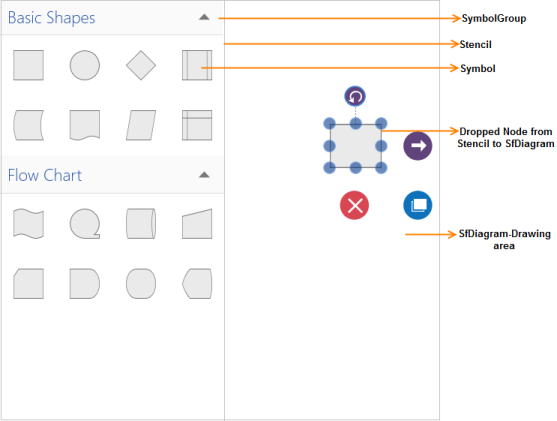 Basic Shapes
SymbolGroup
Stencil
Symbol
Dropped Node from
Stencil to SfDiagram
Flow Chart
SfDiagram-Drawing
area